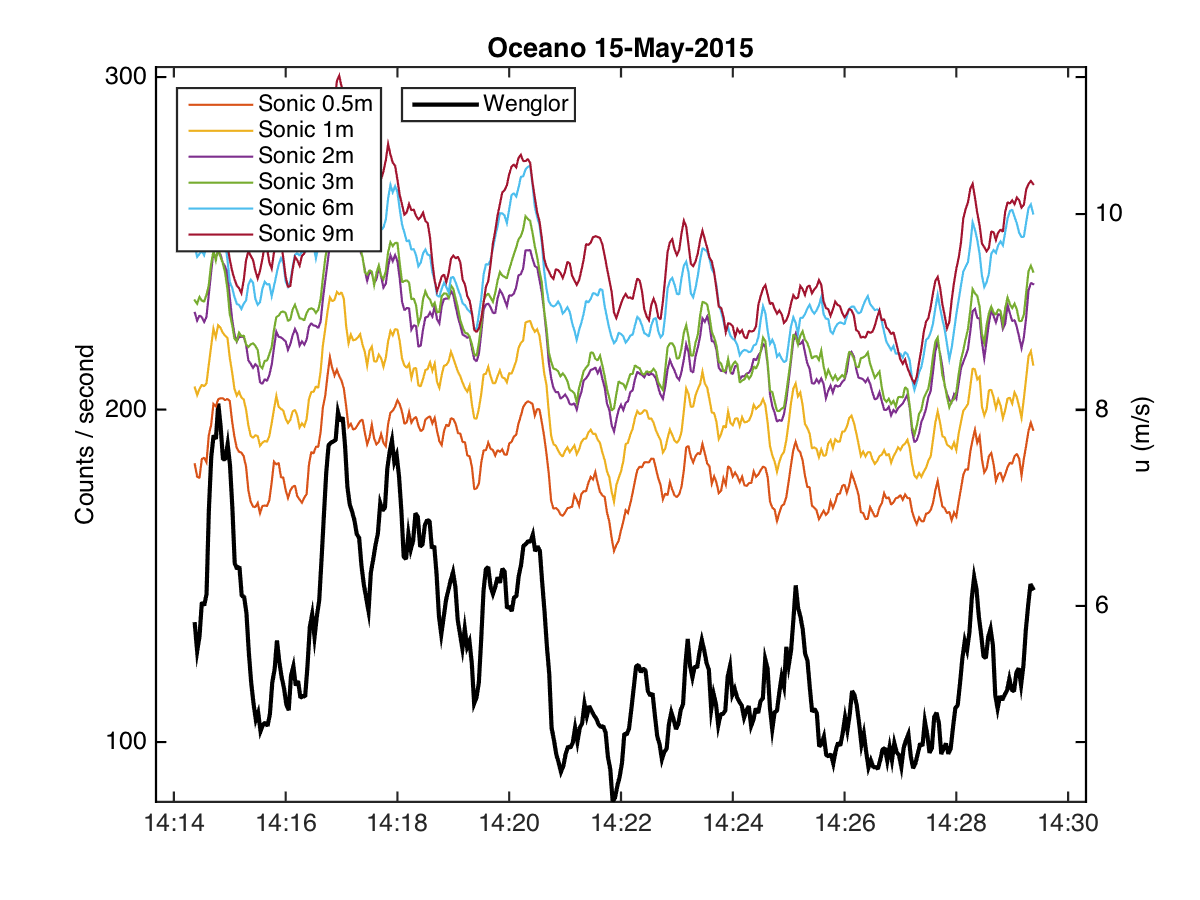 Oceano 15-May-2015
300
200
100
Counts / second
Sonic 0.5m
Sonic 1m
Sonic 2m
Sonic 3m
Sonic 6m
Sonic 9m
Wenglor
10
8
6
u (m/s)
14:14 14:16 14:18 14:20 14:22 14:24 14:26 14:28 14:30